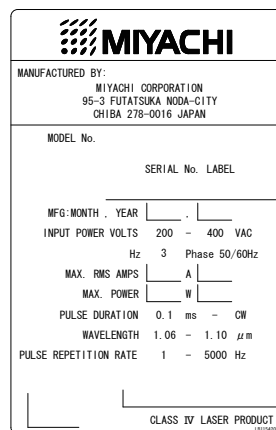 MIYACHI
MANUFACTURED BY:
MIYACHI CORPORATION
95-3 FUTATSUKA NODA-CITY
CHIBA 278-0016 JAPAN
MODEL No.
SERIAL No. LABEL
MFG:MONTH . YEAR .
INPUT POWER VOLTS 200 - 400 VAC
Hz 3 Phase 50/60Hz
MAX. RMS AMPS A
MAX. POWER W
PULSE DURATION 0.1 ms - CW
WAVELENGTH 1.06 - 1.10 μm
PULSE REPETITION RATE 1 - 5000 Hz
CLASS Ⅳ LASER PRODUCT